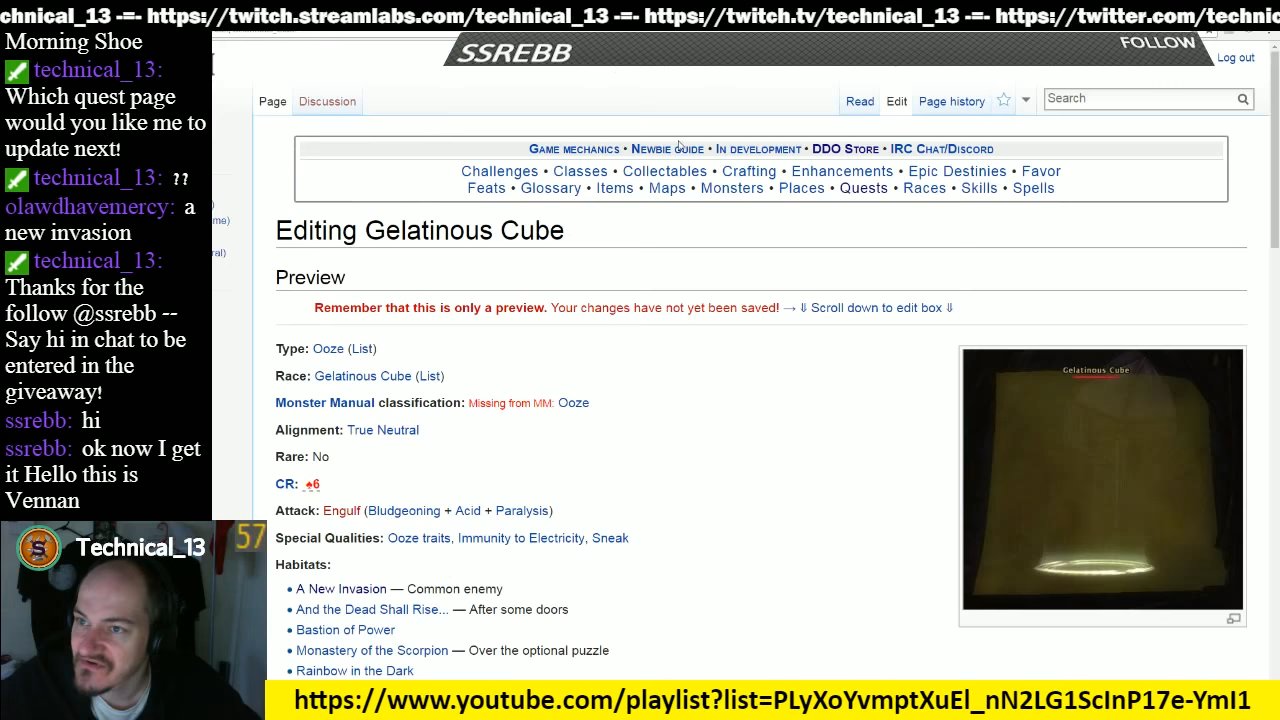 chnical_13 -=- https://twitch.streamlabs.com/technical_13 -=- https://twitch.tv/technical_13 -=- https://twitter.com/techni
Morning Shoe
technical_13:
Which quest page
would you like me to
update next!
technical_13: ??
olawdhavemercy: a
new invasion
technical_13:
Thanks for the
follow @ssrebb --
Say hi in chat to be
entered in the
giveaway!
ssrebb: hi
ssrebb: ok now I get
it Hello this is
Vennan
me)
ral)
Technical_13
57
SSREBB
FOLLOW
Log out
Page Discussion Read Edit Page history Search
Game mechanics • Newbie guide • In development • DDO Store • IRC Chat/Discord
Challenges • Classes • Collectables • Crafting • Enhancements • Epic Destinies • Favor
Feats • Glossary • Items • Maps • Monsters • Places • Quests • Races • Skills • Spells
Editing Gelatinous Cube
Preview
Remember that this is only a preview. Your changes have not yet been saved! → ⇓ Scroll down to edit box ⇓
Type: Ooze (List)
Race: Gelatinous Cube (List)
Monster Manual classification: Missing from MM: Ooze
Alignment: True Neutral
Rare: No
CR: ♠6
Attack: Engulf (Bludgeoning + Acid + Paralysis)
Special Qualities: Ooze traits, Immunity to Electricity, Sneak
Habitats:
• A New Invasion — Common enemy
• And the Dead Shall Rise... — After some doors
• Bastion of Power
• Monastery of the Scorpion — Over the optional puzzle
• Rainbow in the Dark
Gelatinous Cube
https://www.youtube.com/playlist?list=PLyXoYvmptXuEl_nN2LG1ScInP17e-YmI1